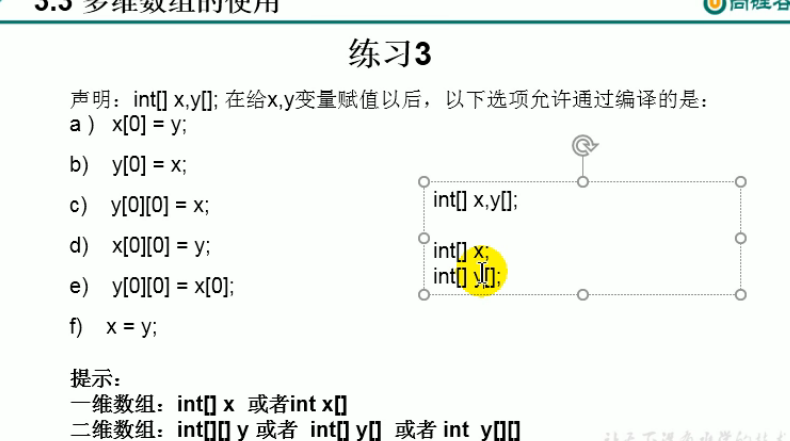 3.3 多维数组的使用
尚硅谷
练习3
声明：int[] x,y[]; 在给x,y变量赋值以后，以下选项允许通过编译的是：
a ) x[0] = y;
b) y[0] = x;
c) y[0][0] = x;
d) x[0][0] = y;
e) y[0][0] = x[0];
f) x = y;
int[] x,y[];
int[] x;
int[] y[];
提示：
一维数组：int[] x 或者int x[]
二维数组：int[][] y 或者 int[] y[] 或者 int y[][]